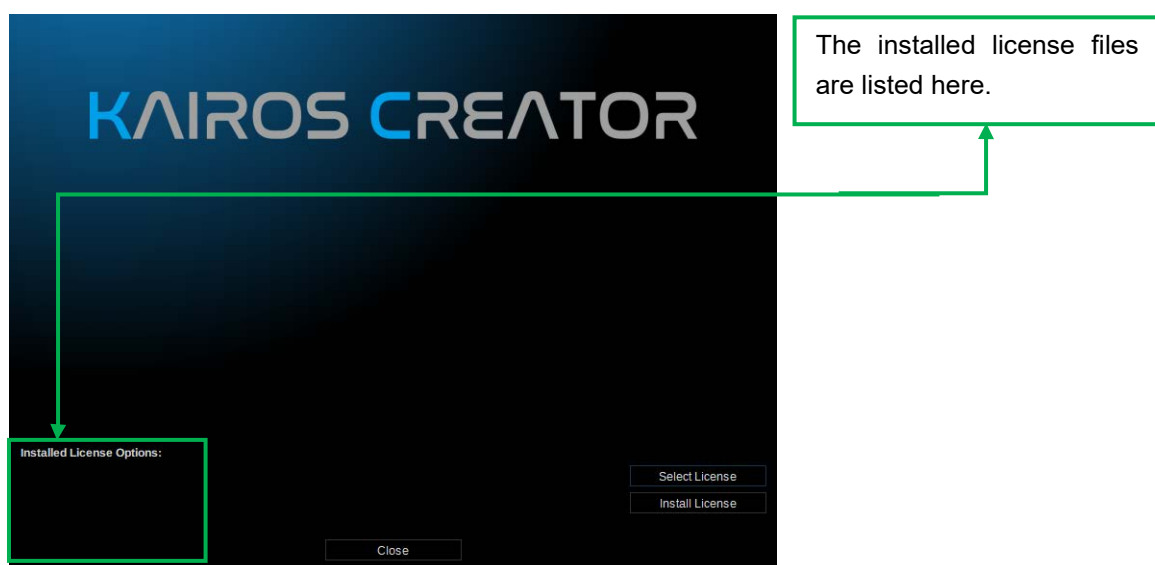 KAIROS CREATOR
The installed license files
are listed here.
Installed License Options:
Select License
Install License
Close